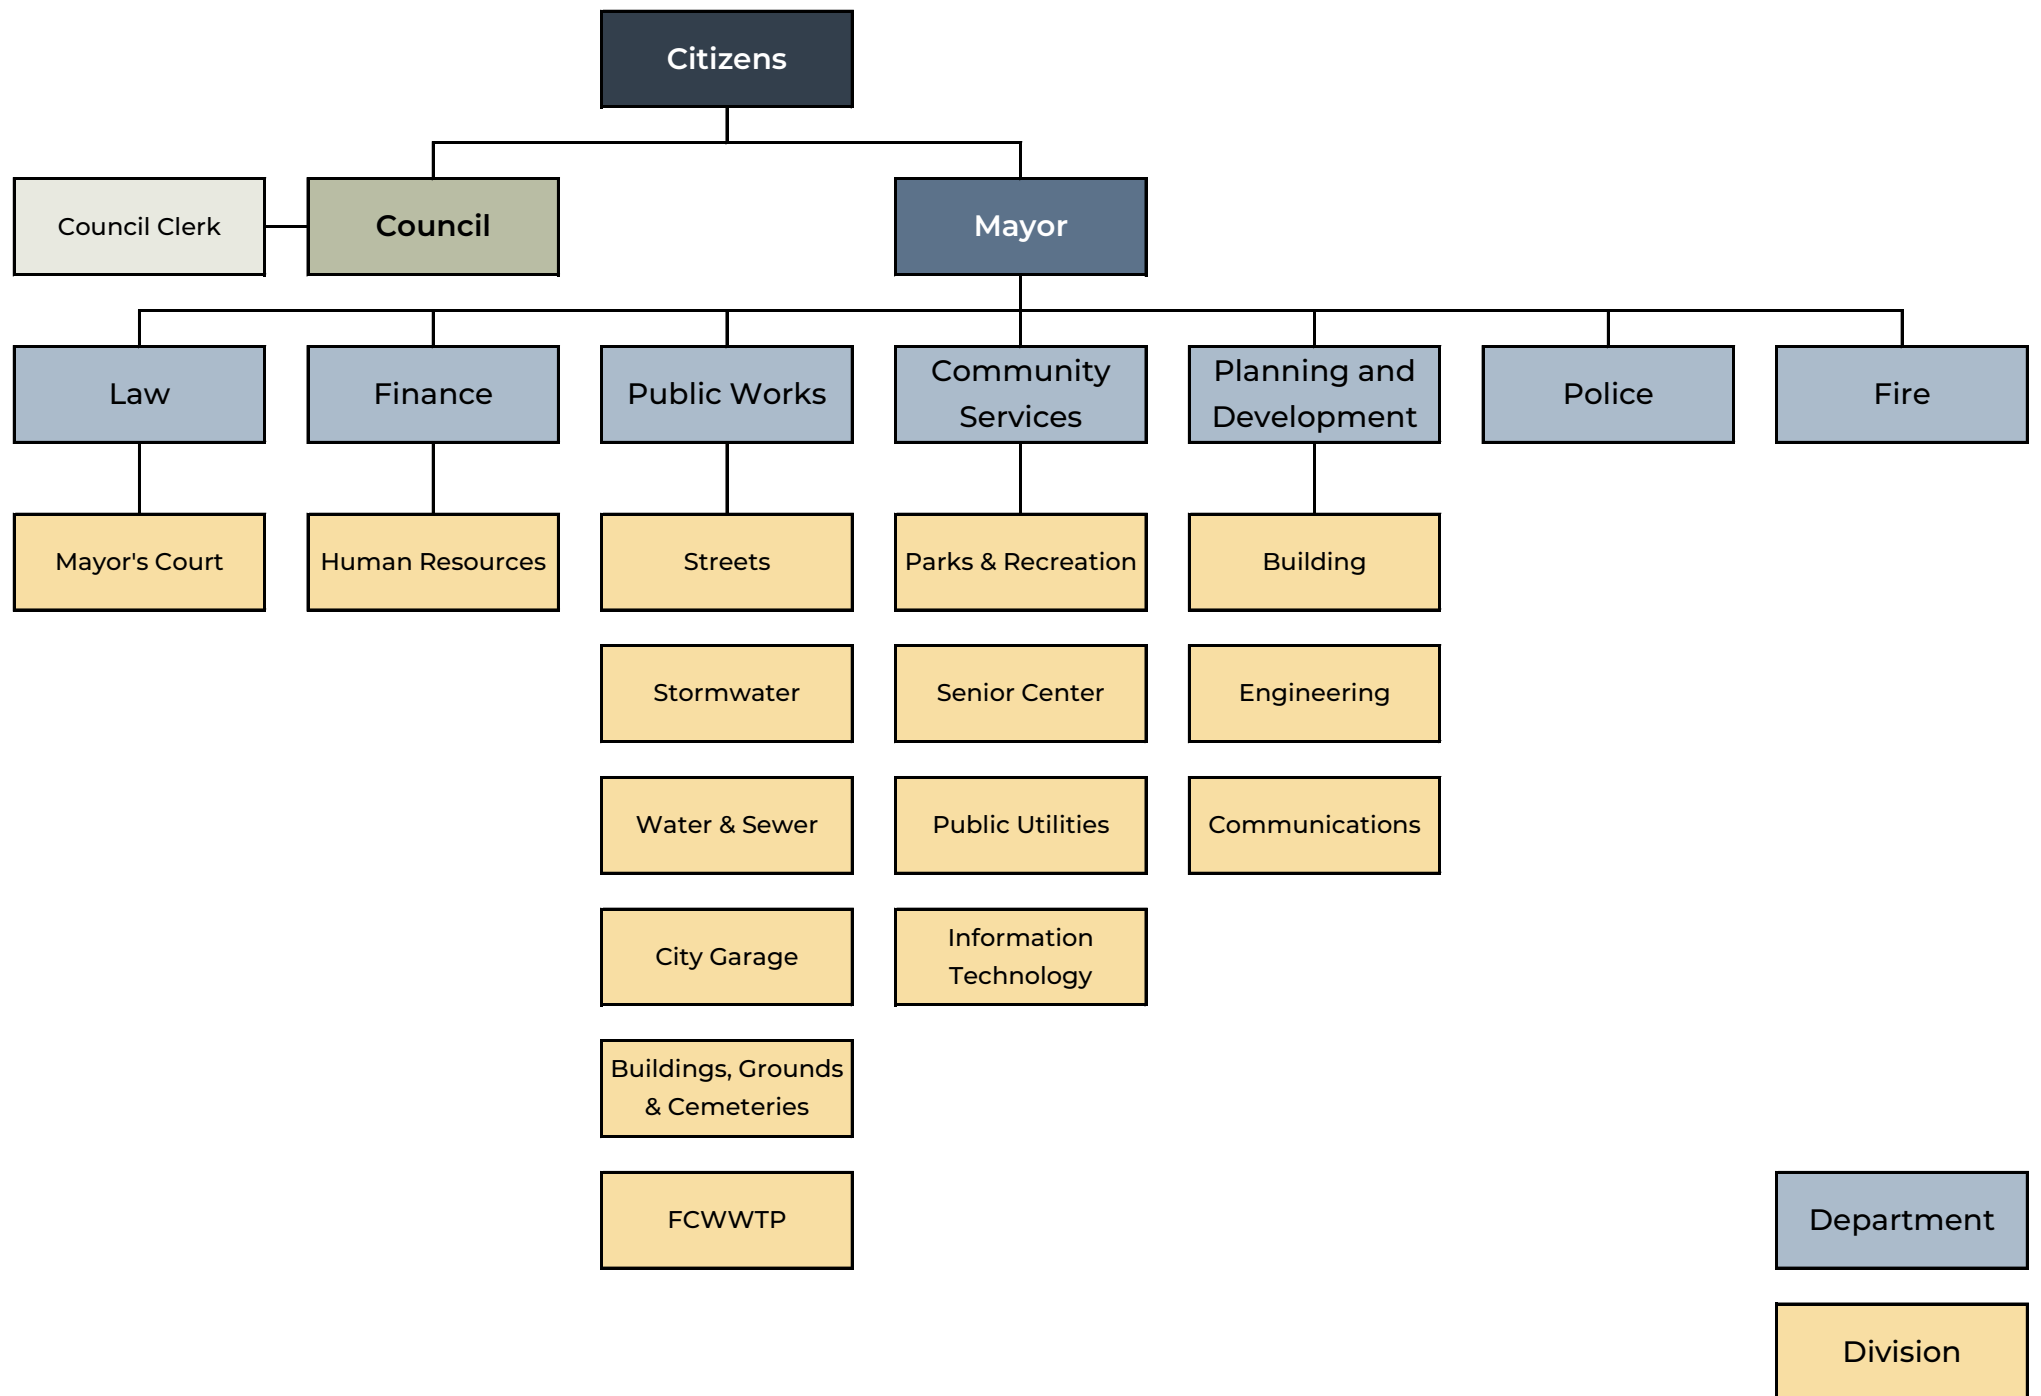 Citizens
Council Clerk
Council
Mayor
Law
Finance
Public Works
Community
Services
Planning and
Development
Police
Fire
Mayor's Court
Human Resources
Streets
Parks & Recreation
Building
Stormwater
Senior Center
Engineering
Water & Sewer
Public Utilities
Communications
City Garage
Information
Technology
Buildings, Grounds
& Cemeteries
FCWWTP
Department
Division